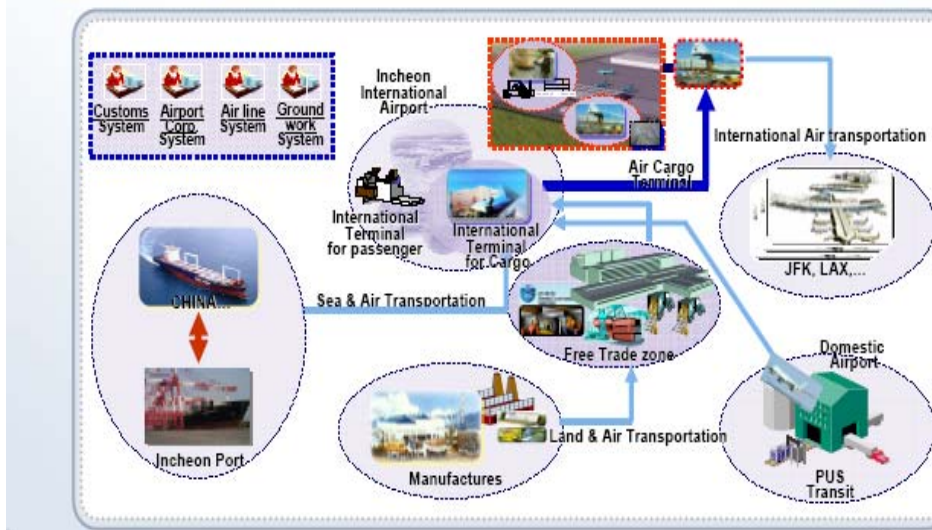 Customs
System
Airport
Corp
System
Air line
System
Ground
work
System
Incheon
International
Airport
International
Terminal
for passenger
International
Terminal
for Cargo
Air Cargo
Terminal
International Air transportation
JFK, LAX,...
CHINA...
Sea & Air Transportation
Incheon Port
Free Trade zone
Manufactures
Land & Air Transportation
Domestic
Airport
PUS
Transit